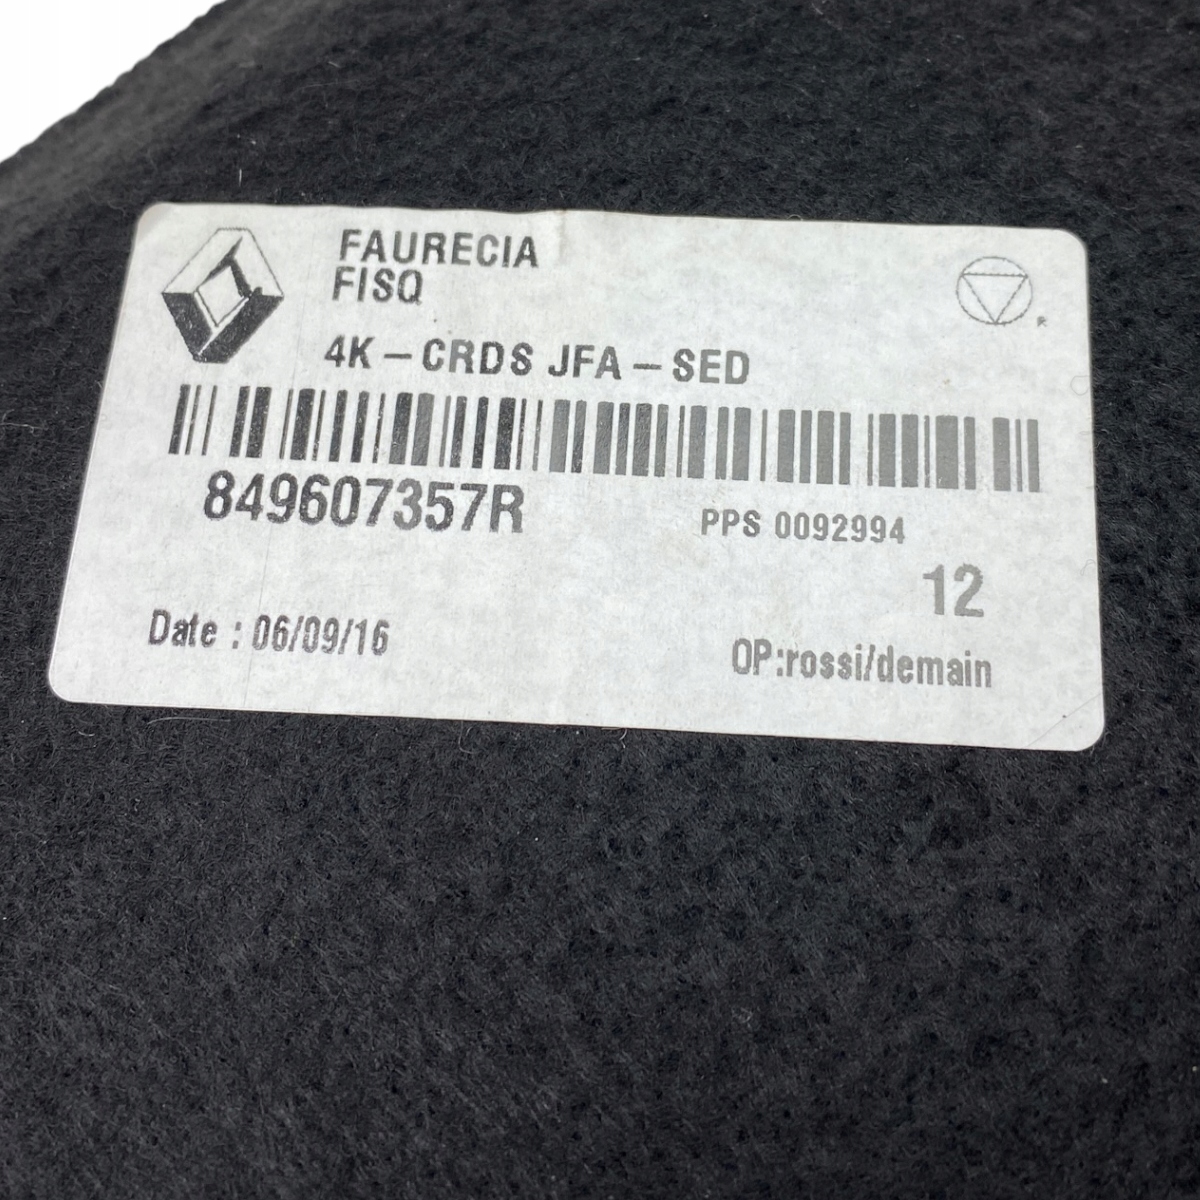 FAURECIA
FISQ
4K – CRDS JFA – SED
849607357R
PPS 0092994
12
Date : 06/09/16
OP:rossi/demain